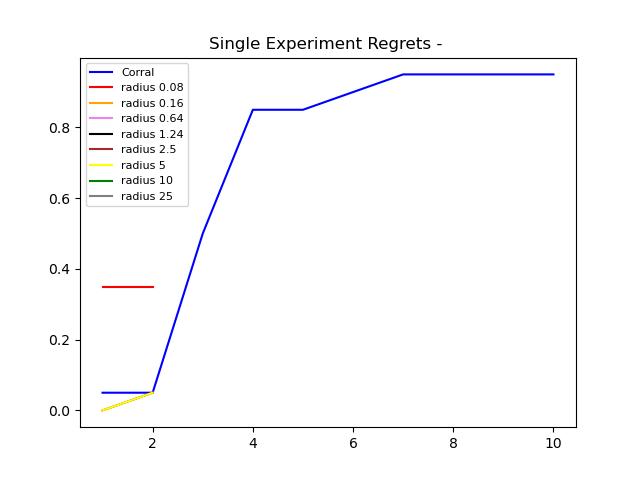 Single Experiment Regrets -
Corral
radius 0.08
radius 0.16
radius 0.64
radius 1.24
radius 2.5
radius 5
radius 10
radius 25
0.8
0.6
0.4
0.2
0.0
2 4 6 8 10